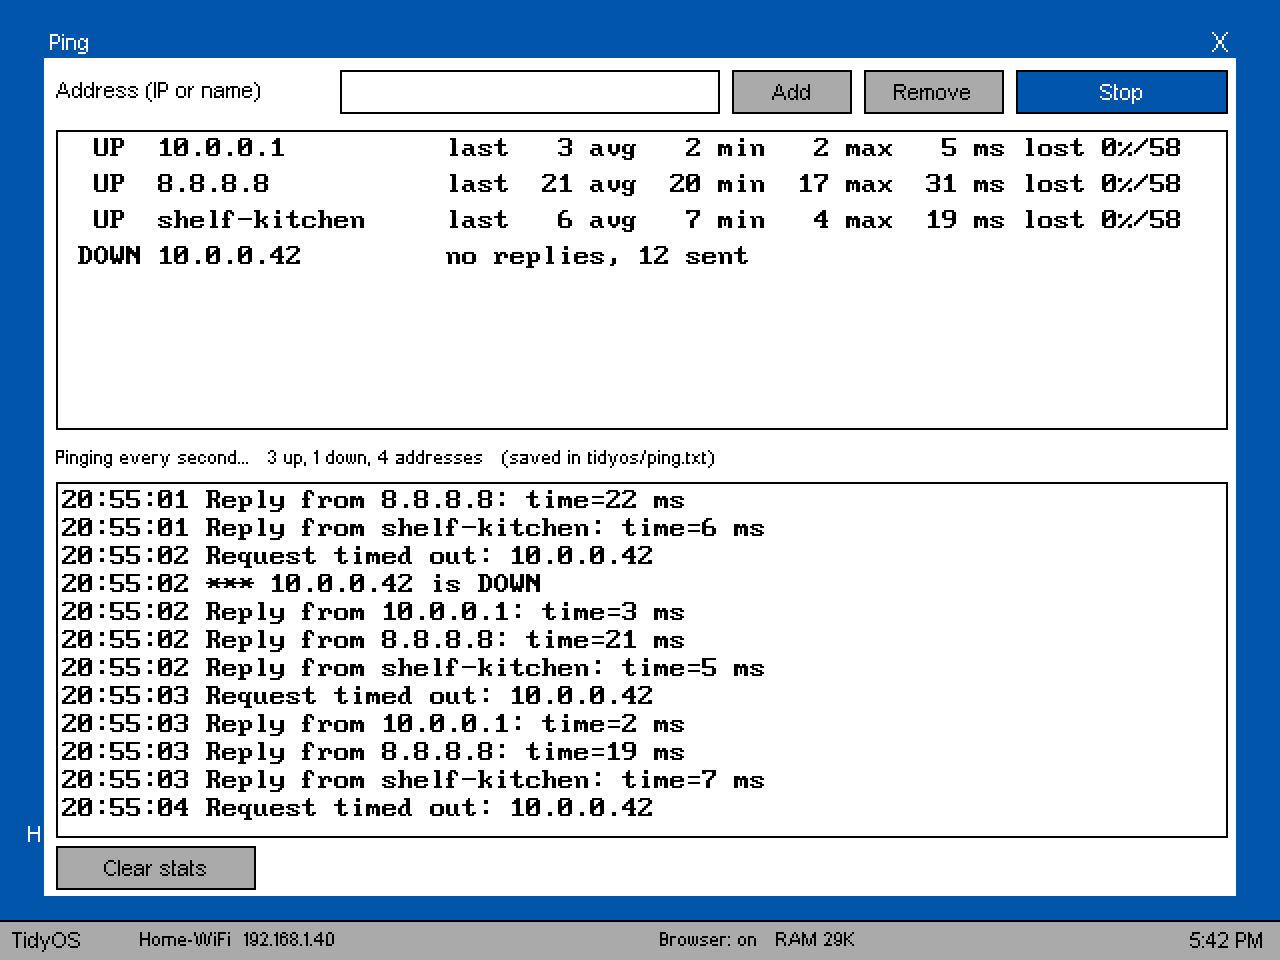 Ping X
Address (IP or name) Add Remove Stop
UP 10.0.0.1 last 3 avg 2 min 2 max 5 ms lost 0%/58
UP 8.8.8.8 last 21 avg 20 min 17 max 31 ms lost 0%/58
UP shelf-kitchen last 6 avg 7 min 4 max 19 ms lost 0%/58
DOWN 10.0.0.42 no replies, 12 sent
Pinging every second... 3 up, 1 down, 4 addresses (saved in tidyos/ping.txt)
20:55:01 Reply from 8.8.8.8: time=22 ms
20:55:01 Reply from shelf-kitchen: time=6 ms
20:55:02 Request timed out: 10.0.0.42
20:55:02 *** 10.0.0.42 is DOWN
20:55:02 Reply from 10.0.0.1: time=3 ms
20:55:02 Reply from 8.8.8.8: time=21 ms
20:55:02 Reply from shelf-kitchen: time=5 ms
20:55:03 Request timed out: 10.0.0.42
20:55:03 Reply from 10.0.0.1: time=2 ms
20:55:03 Reply from 8.8.8.8: time=19 ms
20:55:03 Reply from shelf-kitchen: time=7 ms
20:55:04 Request timed out: 10.0.0.42
H
Clear stats
TidyOS Home-WiFi 192.168.1.40 Browser: on RAM 29K 5:42 PM